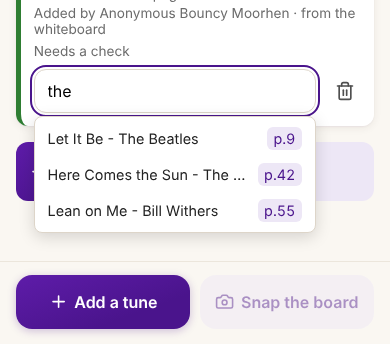 Added by Anonymous Bouncy Moorhen · from the
whiteboard
Needs a check
the
Let It Be - The Beatles p.9
Here Comes the Sun - The ... p.42
Lean on Me - Bill Withers p.55
+ Add a tune
Snap the board